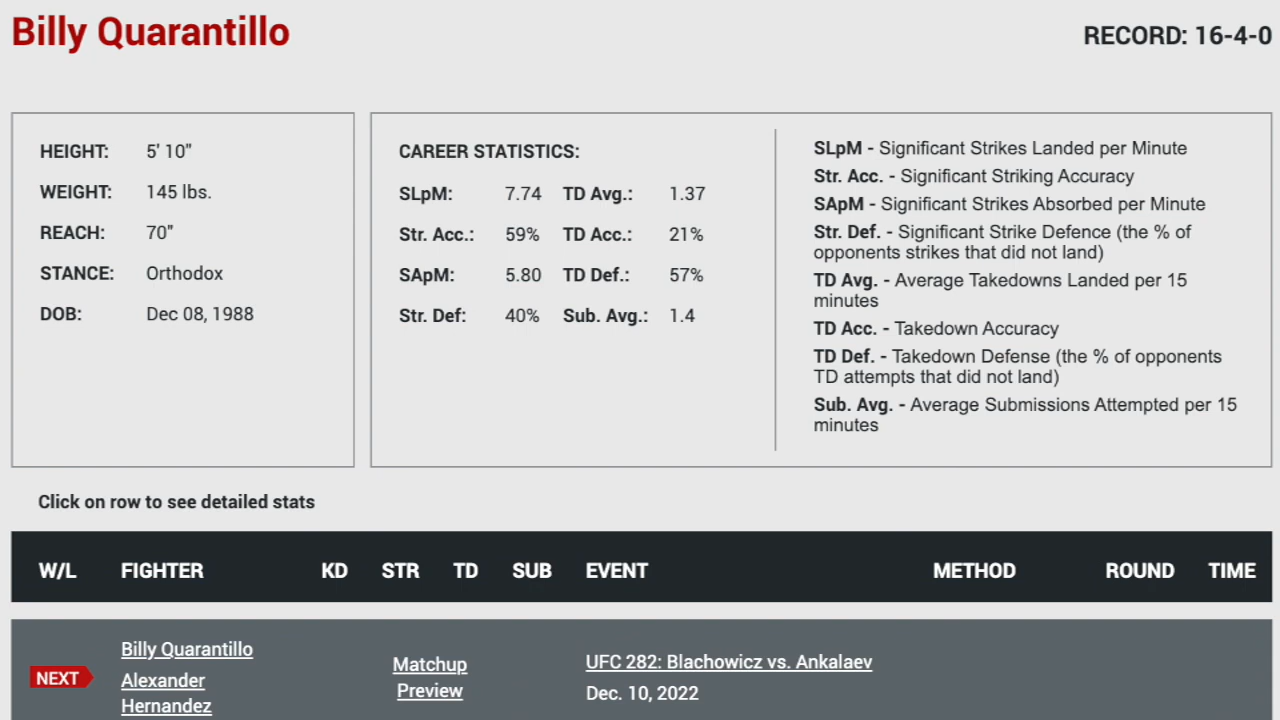 Billy Quarantillo
RECORD: 16-4-0
HEIGHT: 5' 10"
WEIGHT: 145 lbs.
REACH: 70"
STANCE: Orthodox
DOB: Dec 08, 1988
CAREER STATISTICS:
SLpM: 7.74 TD Avg.: 1.37
Str. Acc.: 59% TD Acc.: 21%
SApM: 5.80 TD Def.: 57%
Str. Def: 40% Sub. Avg.: 1.4
SLpM - Significant Strikes Landed per Minute
Str. Acc. - Significant Striking Accuracy
SApM - Significant Strikes Absorbed per Minute
Str. Def. - Significant Strike Defence (the % of
opponents strikes that did not land)
TD Avg. - Average Takedowns Landed per 15
minutes
TD Acc. - Takedown Accuracy
TD Def. - Takedown Defense (the % of opponents
TD attempts that did not land)
Sub. Avg. - Average Submissions Attempted per 15
minutes
Click on row to see detailed stats
W/L FIGHTER KD STR TD SUB EVENT METHOD ROUND TIME
NEXT
Billy Quarantillo
Alexander
Hernandez
Matchup
Preview
UFC 282: Blachowicz vs. Ankalaev
Dec. 10, 2022